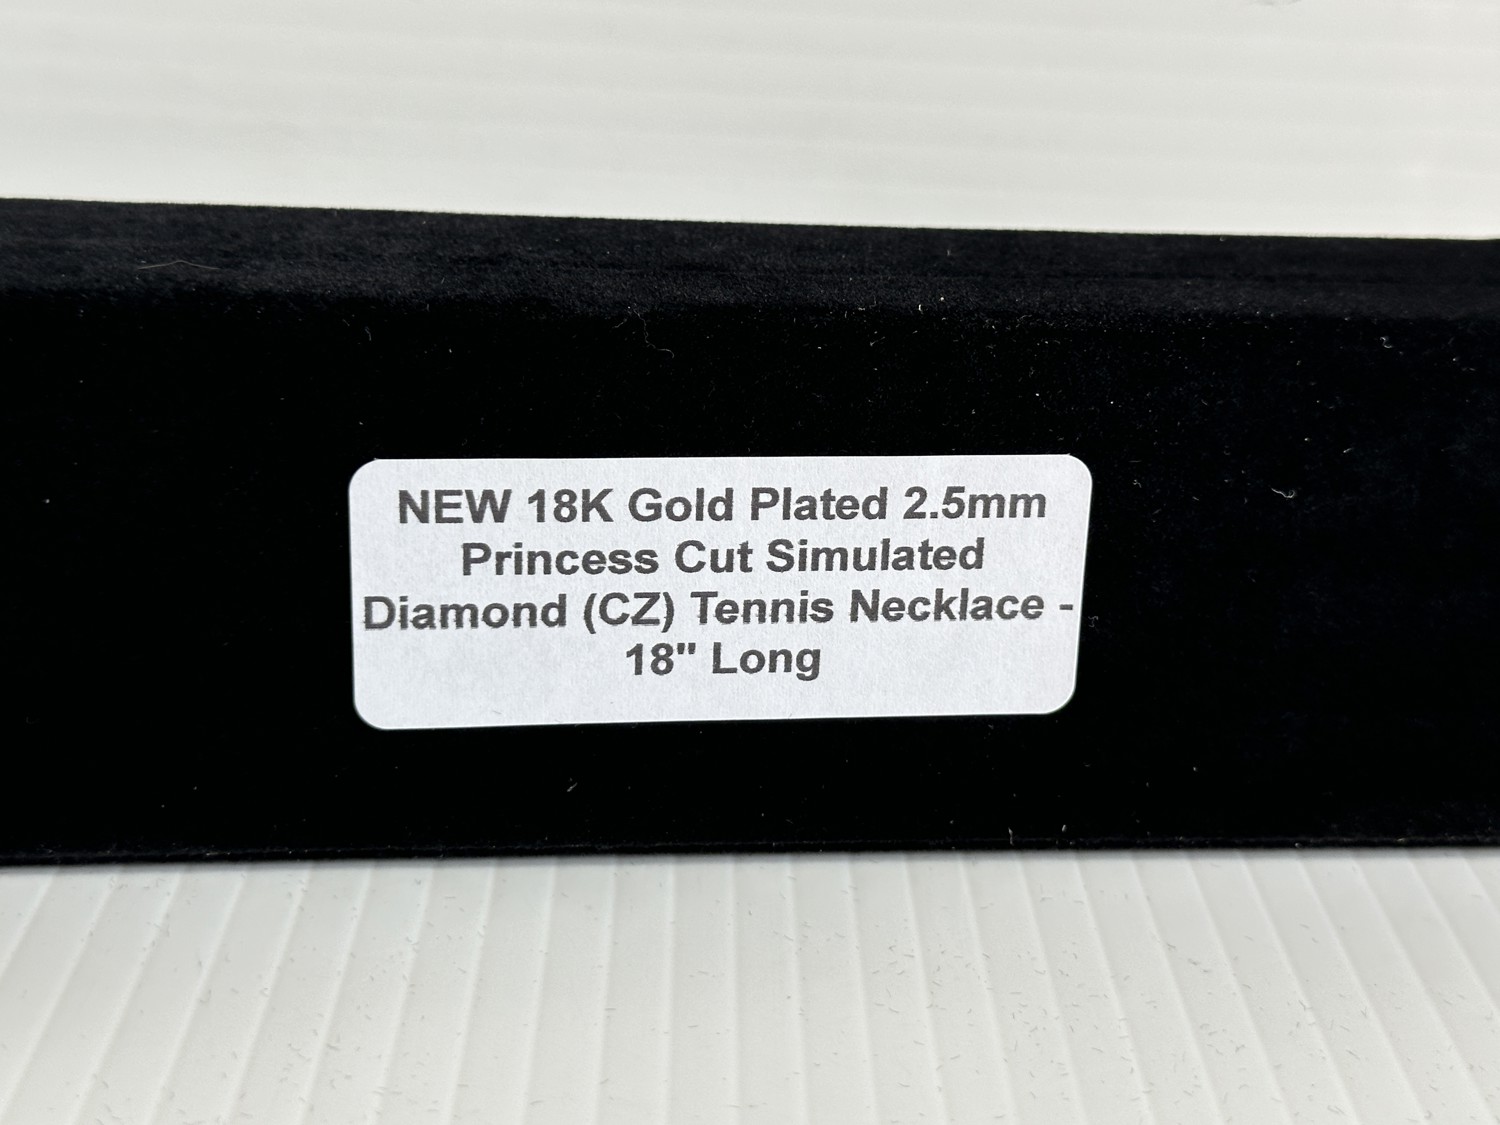 NEW 18K Gold Plated 2.5mm
Princess Cut Simulated
Diamond (CZ) Tennis Necklace -
18" Long